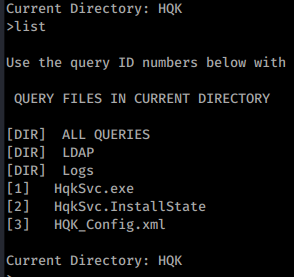 Current Directory: HQK
>list
Use the query ID numbers below with
QUERY FILES IN CURRENT DIRECTORY
[DIR] ALL QUERIES
[DIR] LDAP
[DIR] Logs
[1] HqkSvc.exe
[2] HqkSvc.InstallState
[3] HQK_Config.xml
Current Directory: HQK
>